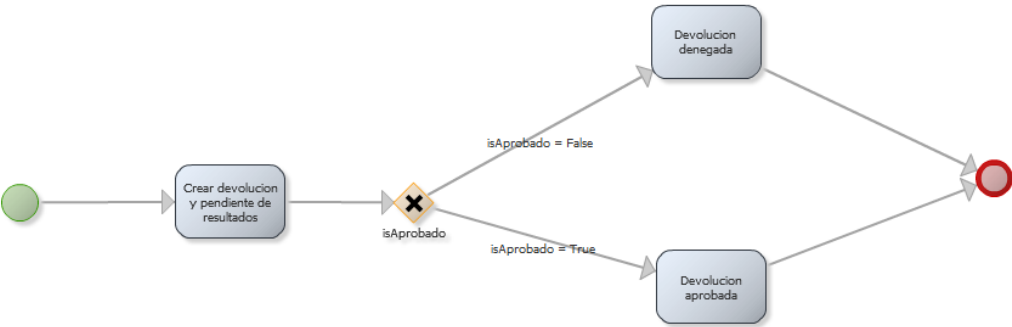 Devolucion
denegada
isAprobado = False
Crear devolucion
y pendiente de
resultados
isAprobado
isAprobado = True
Devolucion
aprobada